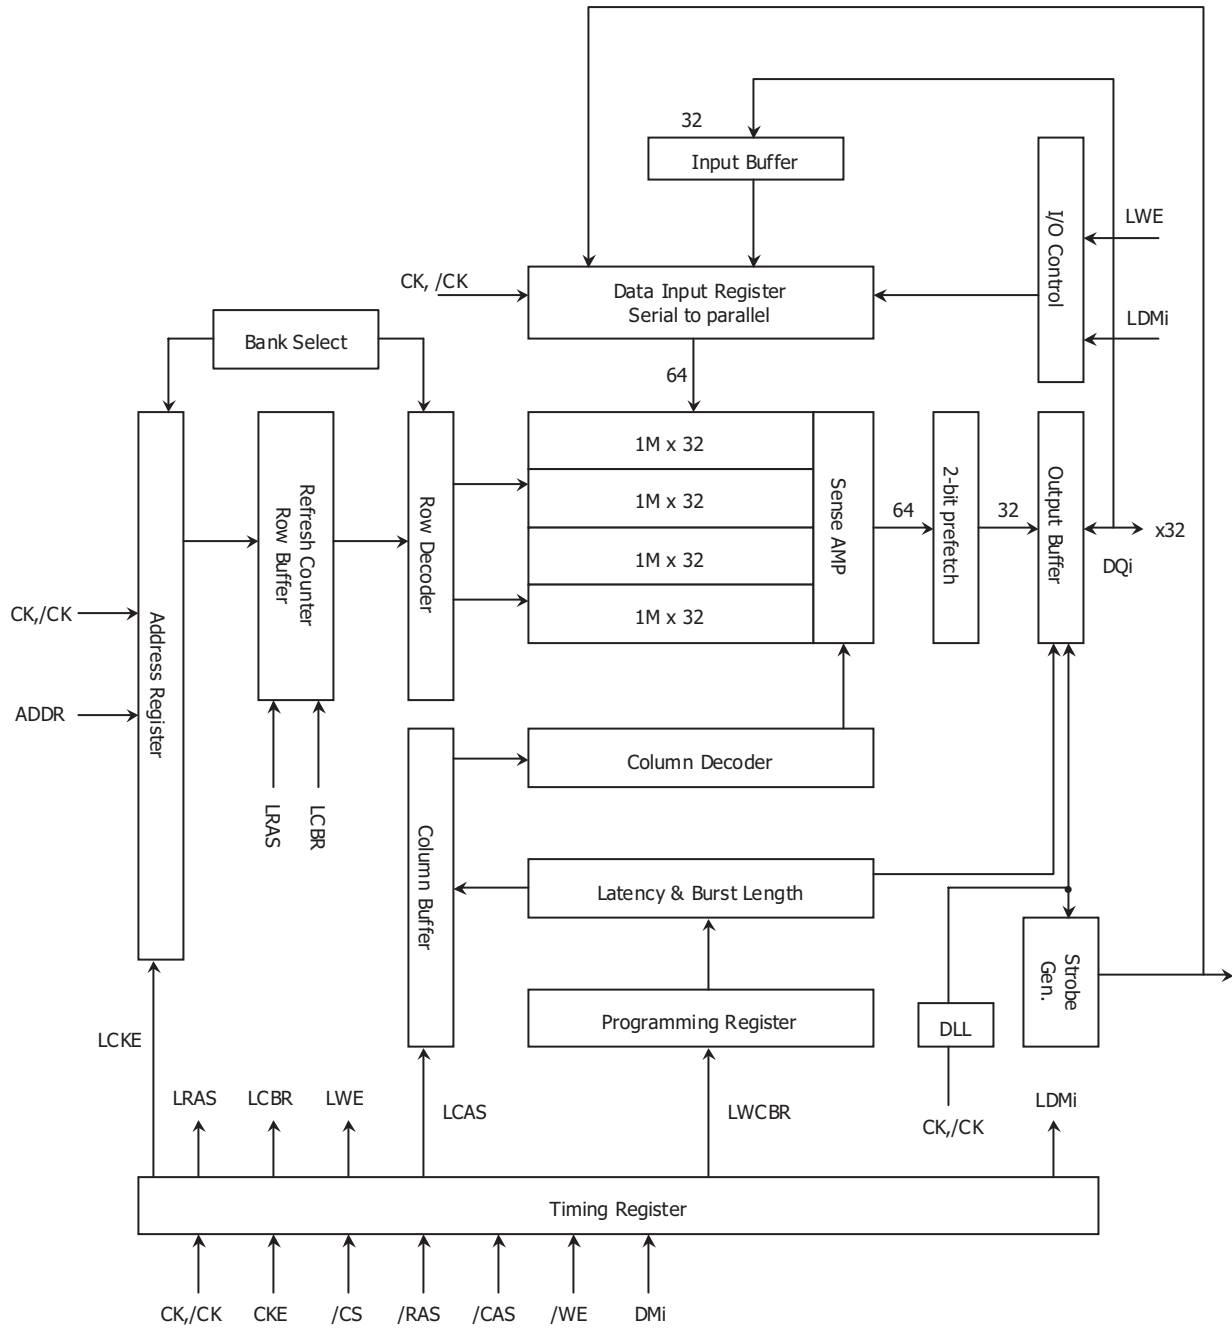 32
Input Buffer
I/O Control
LWE
CK, /CK
Data Input Register
Serial to parallel
LDMi
Bank Select
64
1M x 32
1M x 32
1M x 32
1M x 32
Sense AMP
64
2-bit prefetch
32
Output Buffer
x32
DQi
Refresh Counter
Row Buffer
Row Decoder
CK,/CK
Address Register
ADDR
LRAS
LCBR
Column Decoder
Column Buffer
Latency & Burst Length
Strobe
Gen.
Programming Register
DLL
LCKE
LRAS
LCBR
LWE
LCAS
LWCBR
CK,/CK
LDMi
Timing Register
CK,/CK
CKE
/CS
/RAS
/CAS
/WE
DMi